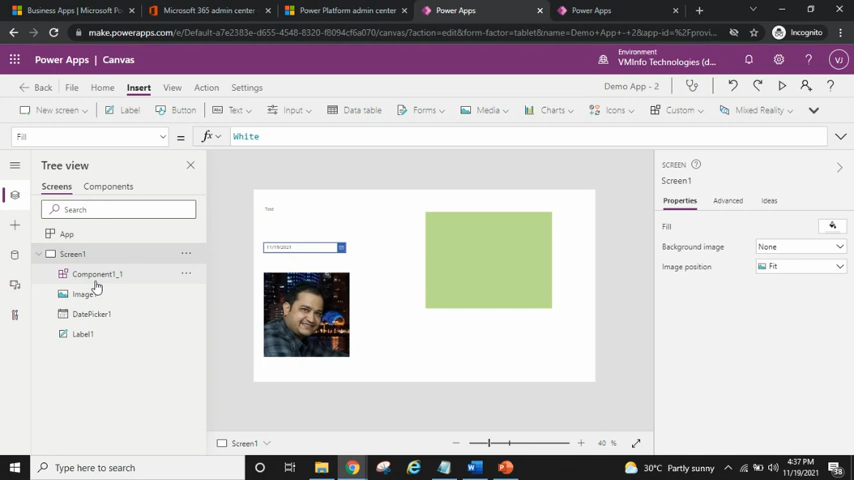 Business Apps | Microsoft 365
Microsoft 365 admin center
Power Platform admin center
Power Apps
Power Apps
make.powerapps.com/e/Default-a7e2383e-d655-4548-8320-f8094cf6a070/canvas/?action=edit&form-factor=tablet&name=Demo App - 2&app-id=%2Fprovi...
Incognito
Power Apps | Canvas
Environment
VMInfo Technologies (d...
VJ
Back File Home Insert View Action Settings
Demo App - 2
New screen Label Button Text Input Data table Forms Media Charts Icons Custom Mixed Reality
Fill = fx White
Tree view
Screens Components
Search
App
Screen1
Component1_1
Image
DatePicker1
Label1
Text
11/19/2021
SCREEN
Screen1
Properties Advanced Ideas
Fill
Background image None
Image position Fit
Screen1
40 %
Type here to search
30°C Partly sunny
4:37 PM
11/19/2021
38